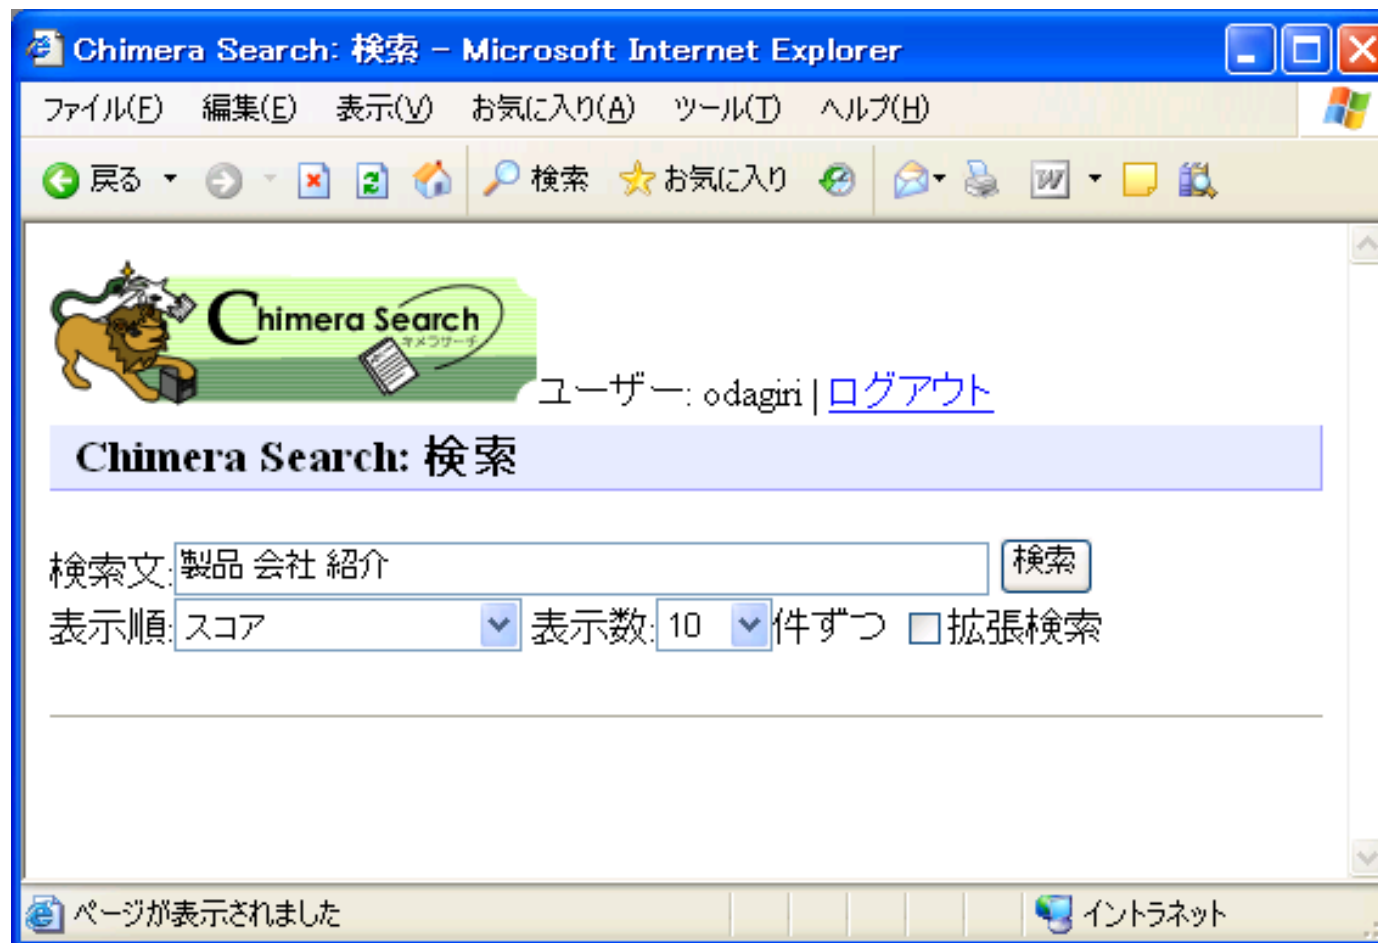 Chimera Search: 検索 - Microsoft Internet Explorer
ファイル(F) 編集(E) 表示(V) お気に入り(A) ツール(T) ヘルプ(H)
戻る 検索 お気に入り
Chimera Search
キメラサーチ
ユーザー: odagiri | ログアウト
Chimera Search: 検索
検索文: 製品 会社 紹介 検索
表示順: スコア 表示数: 10 件ずつ 拡張検索
ページが表示されました イントラネット